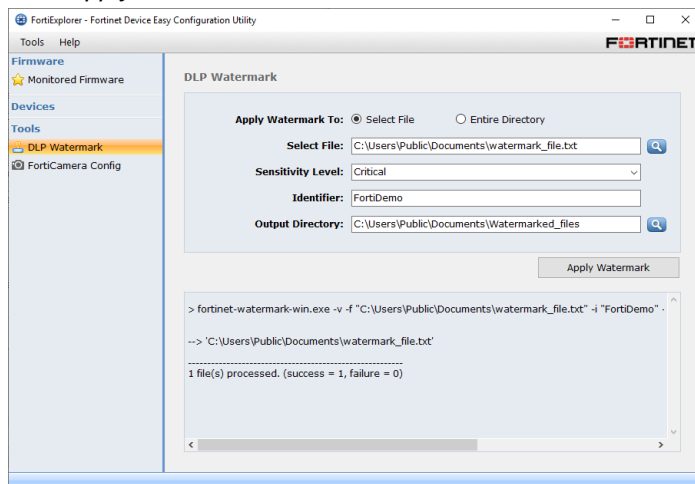 FortiExplorer - Fortinet Device Easy Configuration Utility
Tools Help
FORTINET
Firmware
Monitored Firmware
Devices
Tools
DLP Watermark
FortiCamera Config
DLP Watermark
Apply Watermark To: Select File Entire Directory
Select File: C:\Users\Public\Documents\watermark_file.txt
Sensitivity Level: Critical
Identifier: FortiDemo
Output Directory: C:\Users\Public\Documents\Watermarked_files
Apply Watermark
> fortinet-watermark-win.exe -v -f "C:\Users\Public\Documents\watermark_file.txt" -i "FortiDemo" -
--> 'C:\Users\Public\Documents\watermark_file.txt'
------------------------------------------------------
1 file(s) processed. (success = 1, failure = 0)